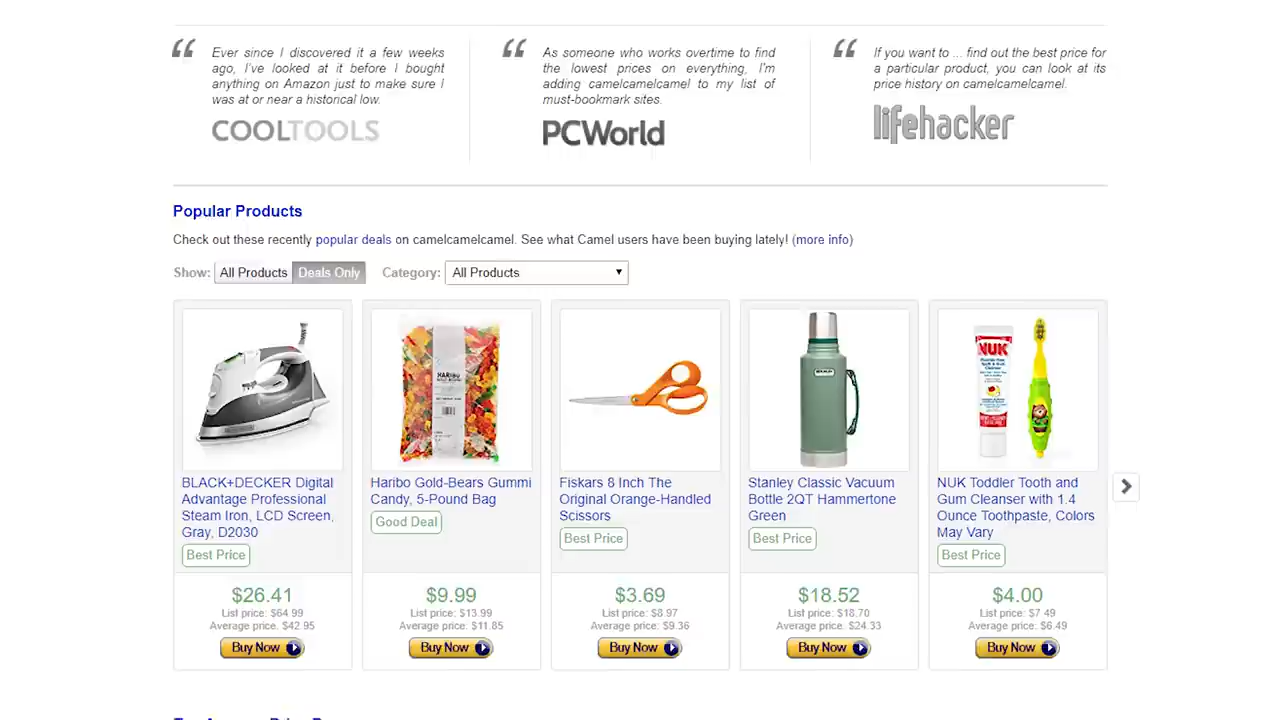 Ever since I discovered it a few weeks
ago, I've looked at it before I bought
anything on Amazon just to make sure I
was at or near a historical low.
COOLTOOLS
As someone who works overtime to find
the lowest prices on everything, I'm
adding camelcamelcamel to my list of
must-bookmark sites.
PCWorld
If you want to ... find out the best price for
a particular product, you can look at its
price history on camelcamelcamel.
lifehacker
Popular Products
Check out these recently popular deals on camelcamelcamel. See what Camel users have been buying lately! (more info)
Show: All Products Deals Only Category: All Products
HARIBO
STANLEY
NUK
BLACK+DECKER Digital
Advantage Professional
Steam Iron, LCD Screen,
Gray, D2030
Best Price
$26.41
List price: $64.99
Average price: $42.95
Buy Now
Haribo Gold-Bears Gummi
Candy, 5-Pound Bag
Good Deal
$9.99
List price: $13.99
Average price: $11.85
Buy Now
Fiskars 8 Inch The
Original Orange-Handled
Scissors
Best Price
$3.69
List price: $8.97
Average price: $9.36
Buy Now
Stanley Classic Vacuum
Bottle 2QT Hammertone
Green
Best Price
$18.52
List price: $18.70
Average price: $24.33
Buy Now
NUK Toddler Tooth and
Gum Cleanser with 1.4
Ounce Toothpaste, Colors
May Vary
Best Price
$4.00
List price: $7.49
Average price: $6.49
Buy Now